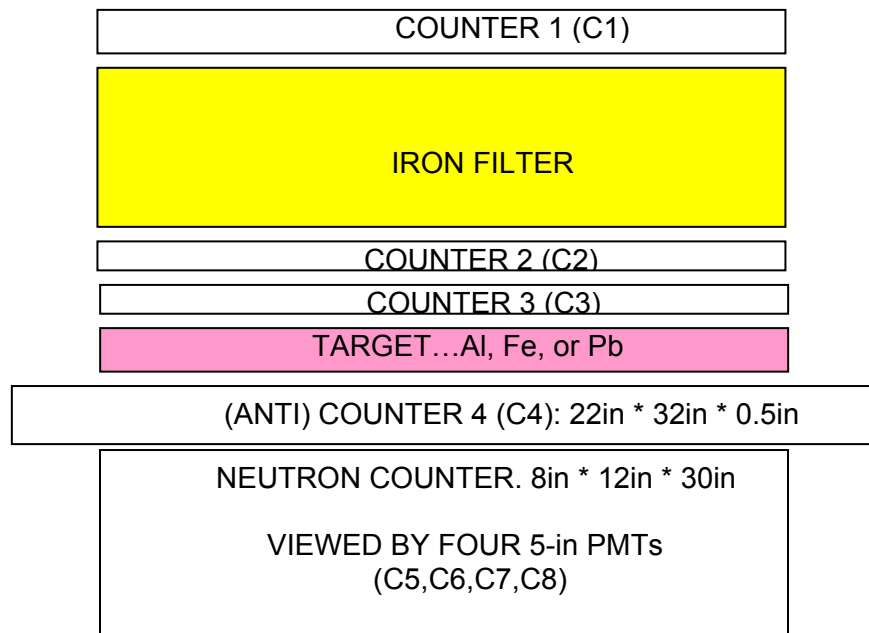 COUNTER 1 (C1)
IRON FILTER
COUNTER 2 (C2)
COUNTER 3 (C3)
TARGET...Al, Fe, or Pb
(ANTI) COUNTER 4 (C4): 22in * 32in * 0.5in
NEUTRON COUNTER. 8in * 12in * 30in
VIEWED BY FOUR 5-in PMTs
(C5,C6,C7,C8)